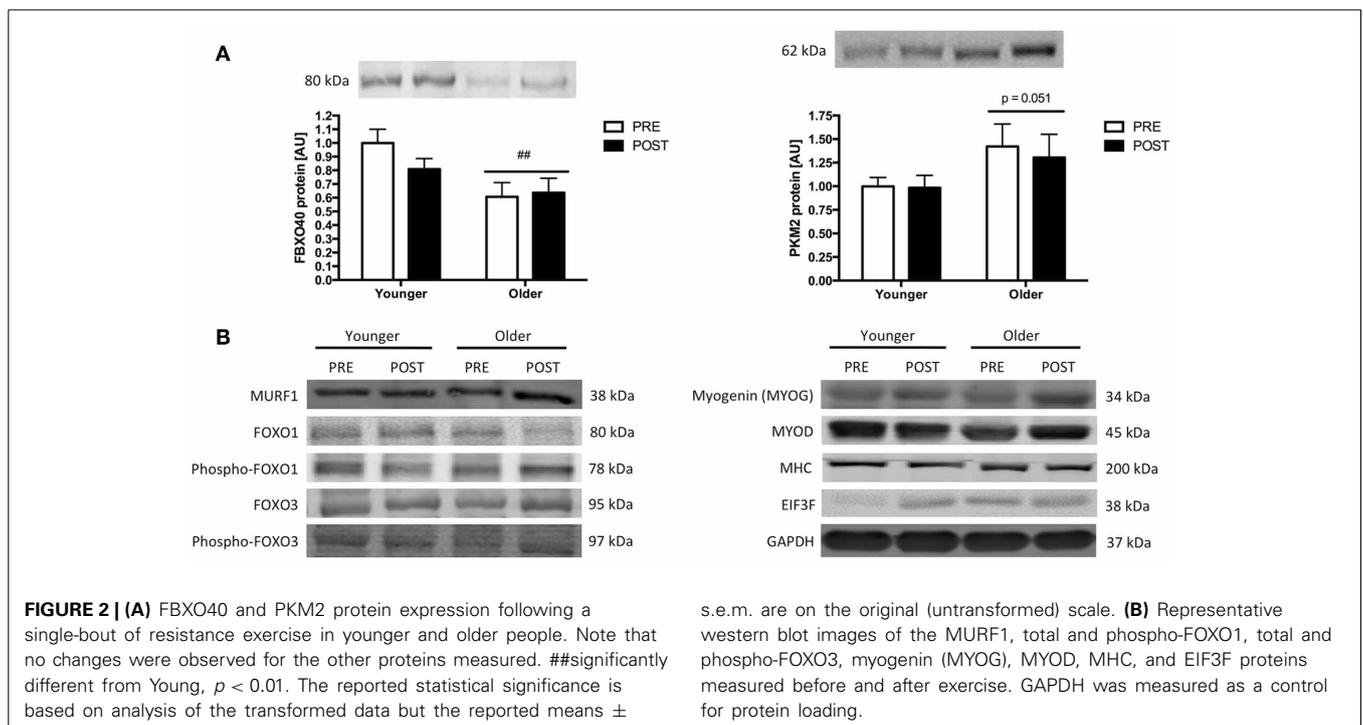 A
80 kDa
FBXO40 protein [AU]
1.2
1.1
1.0
0.9
0.8
0.7
0.6
0.5
0.4
0.3
0.2
0.1
0.0
##
Younger
Older
PRE
POST
62 kDa
PKM2 protein [AU]
1.75
1.50
1.25
1.00
0.75
0.50
0.25
0.00
p = 0.051
Younger
Older
PRE
POST
B
Younger Older
PRE POST PRE POST
MURF1 38 kDa
FOXO1 80 kDa
Phospho-FOXO1 78 kDa
FOXO3 95 kDa
Phospho-FOXO3 97 kDa
Younger Older
PRE POST PRE POST
Myogenin (MYOG) 34 kDa
MYOD 45 kDa
MHC 200 kDa
EIF3F 38 kDa
GAPDH 37 kDa
FIGURE 2 | (A) FBXO40 and PKM2 protein expression following a
single-bout of resistance exercise in younger and older people. Note that
no changes were observed for the other proteins measured. ##significantly
different from Young, p < 0.01. The reported statistical significance is
based on analysis of the transformed data but the reported means ±
s.e.m. are on the original (untransformed) scale. (B) Representative
western blot images of the MURF1, total and phospho-FOXO1, total and
phospho-FOXO3, myogenin (MYOG), MYOD, MHC, and EIF3F proteins
measured before and after exercise. GAPDH was measured as a control
for protein loading.